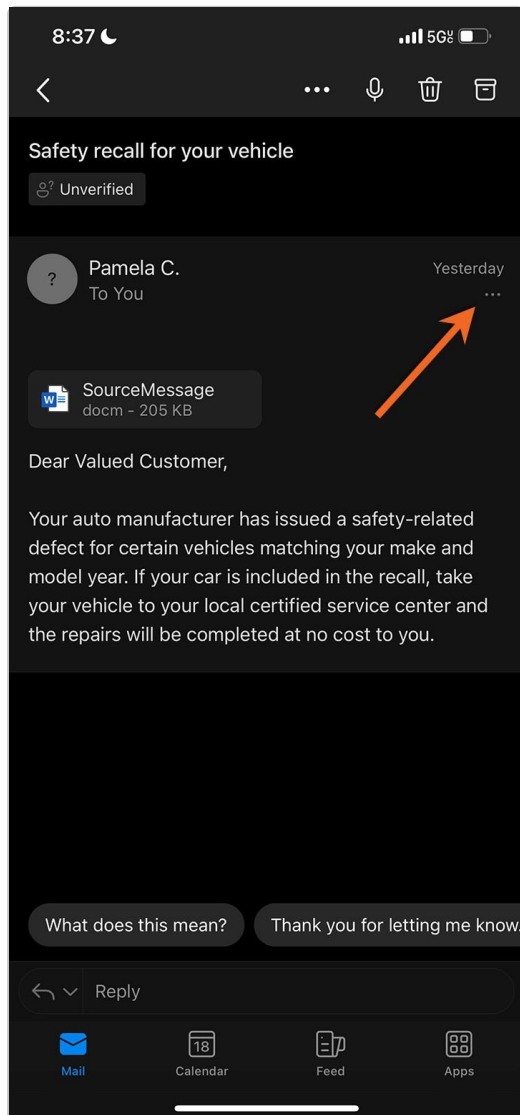 8:37
5G UC
Safety recall for your vehicle
Unverified
?
Pamela C.
Yesterday
To You
SourceMessage
docm - 205 KB
Dear Valued Customer,
Your auto manufacturer has issued a safety-related
defect for certain vehicles matching your make and
model year. If your car is included in the recall, take
your vehicle to your local certified service center and
the repairs will be completed at no cost to you.
What does this mean?
Thank you for letting me know.
Reply
18
Mail
Calendar
Feed
Apps